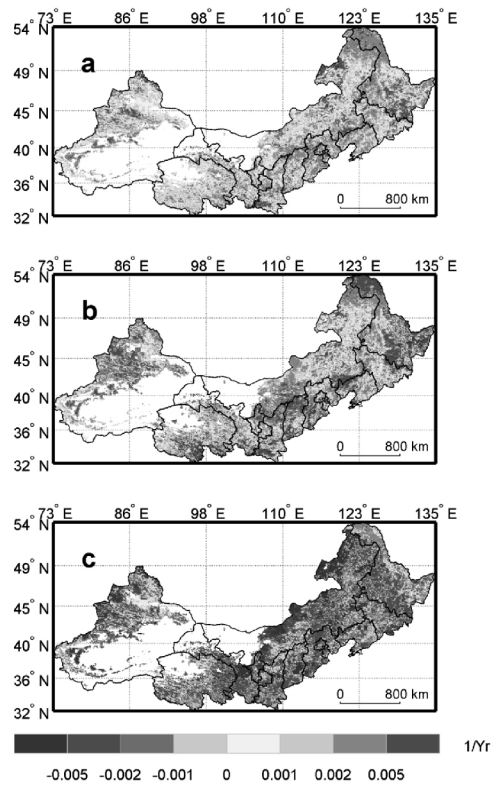 73° E 86° E 98° E 110° E 123° E 135° E
54° N
a
49° N
45° N
40° N
36° N
0 800 km
32° N
73° E 86° E 98° E 110° E 123° E 135° E
54° N
b
49° N
45° N
40° N
36° N
0 800 km
32° N
73° E 86° E 98° E 110° E 123° E 135° E
54° N
c
49° N
45° N
40° N
36° N
0 800 km
32° N
1/Yr
-0.005 -0.002 -0.001 0 0.001 0.002 0.005